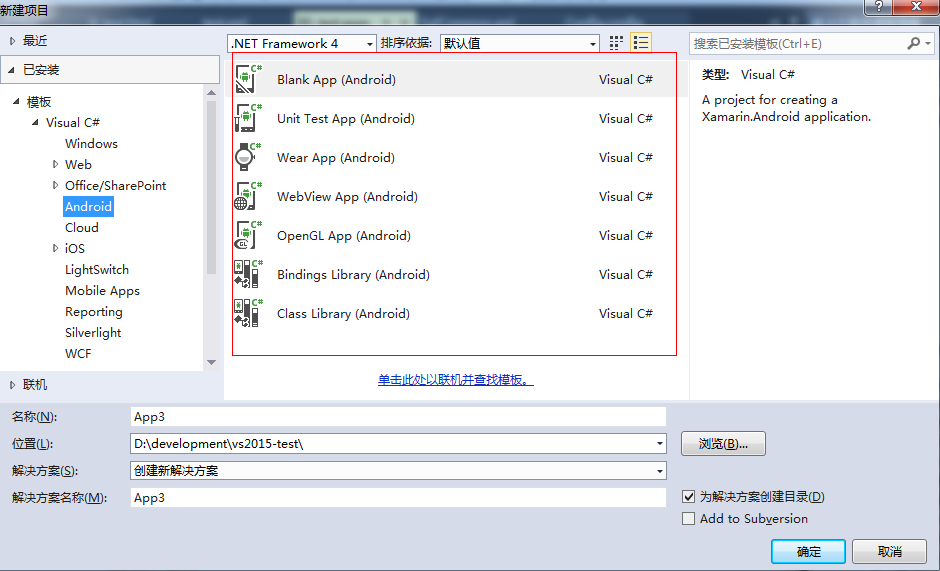 新建项目
最近
.NET Framework 4 排序依据: 默认值
搜索已安装模板(Ctrl+E)
已安装
模板
Visual C#
Windows
Web
Office/SharePoint
Android
Cloud
iOS
LightSwitch
Mobile Apps
Reporting
Silverlight
WCF
联机
Blank App (Android) Visual C#
Unit Test App (Android) Visual C#
Wear App (Android) Visual C#
WebView App (Android) Visual C#
OpenGL App (Android) Visual C#
Bindings Library (Android) Visual C#
Class Library (Android) Visual C#
单击此处以联机并查找模板。
类型: Visual C#
A project for creating a
Xamarin.Android application.
名称(N): App3
位置(L): D:\development\vs2015-test\ 浏览(B)...
解决方案(S): 创建新解决方案
解决方案名称(M): App3
为解决方案创建目录(D)
Add to Subversion
确定 取消